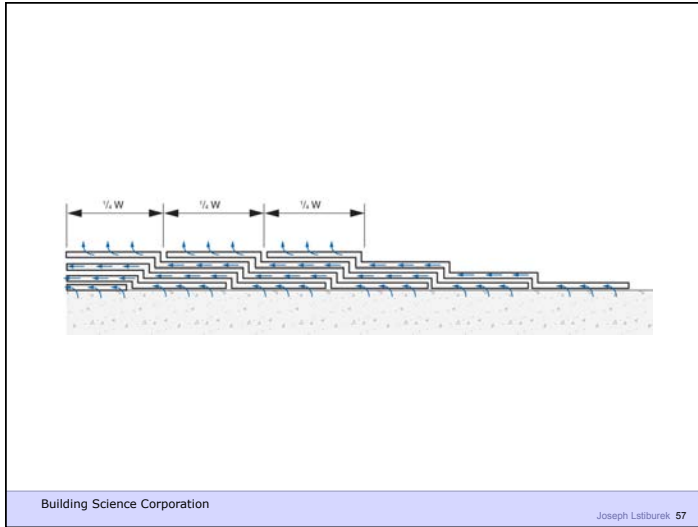 ¼ W ¼ W ¼ W
Building Science Corporation
Joseph Lstiburek 57